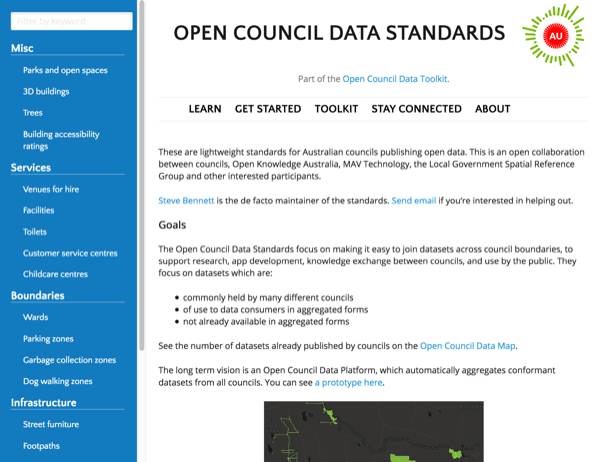 Filter by keyword
Misc
Parks and open spaces
3D buildings
Trees
Building accessibility
ratings
Services
Venues for hire
Facilities
Toilets
Customer service centres
Childcare centres
Boundaries
Wards
Parking zones
Garbage collection zones
Dog walking zones
Infrastructure
Street furniture
Footpaths
OPEN COUNCIL DATA STANDARDS
AU
Part of the Open Council Data Toolkit.
LEARN GET STARTED TOOLKIT STAY CONNECTED ABOUT
These are lightweight standards for Australian councils publishing open data. This is an open collaboration
between councils, Open Knowledge Australia, MAV Technology, the Local Government Spatial Reference
Group and other interested participants.
Steve Bennett is the de facto maintainer of the standards. Send email if you're interested in helping out.
Goals
The Open Council Data Standards focus on making it easy to join datasets across council boundaries, to
support research, app development, knowledge exchange between councils, and use by the public. They
focus on datasets which are:
• commonly held by many different councils
• of use to data consumers in aggregated forms
• not already available in aggregated forms
See the number of datasets already published by councils on the Open Council Data Map.
The long term vision is an Open Council Data Platform, which automatically aggregates conformant
datasets from all councils. You can see a prototype here.